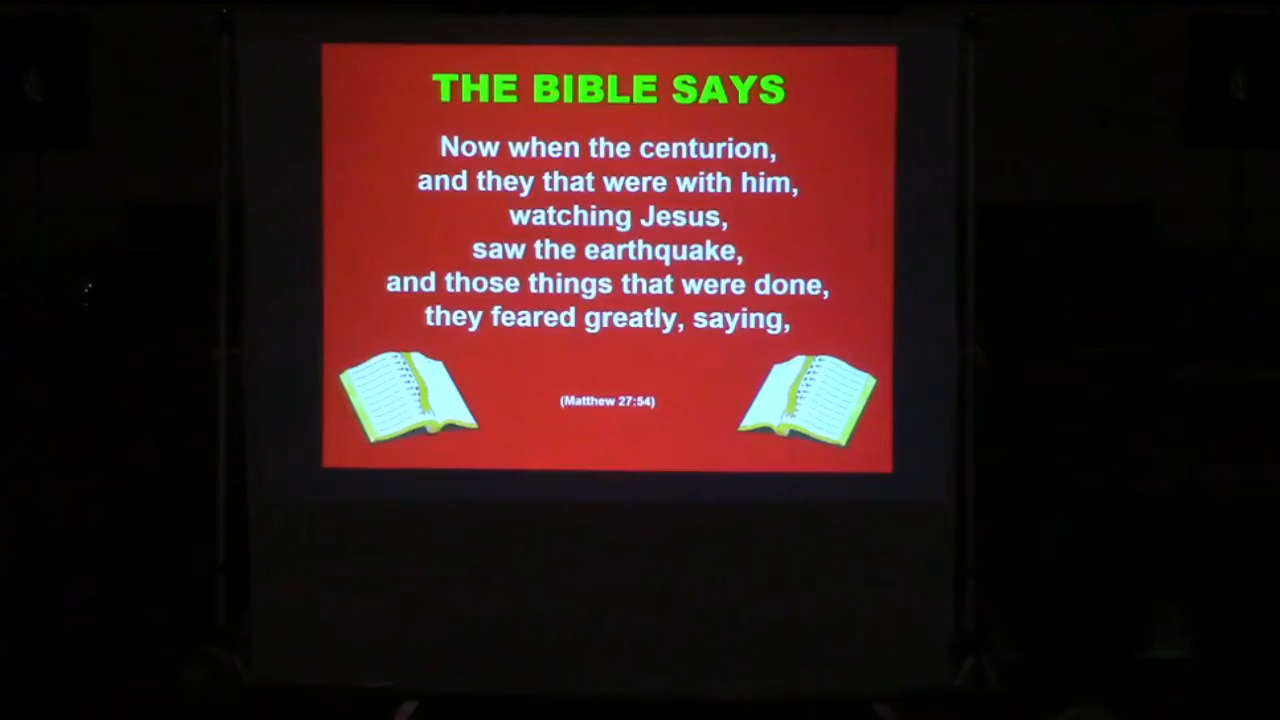 THE BIBLE SAYS
Now when the centurion,
and they that were with him,
watching Jesus,
saw the earthquake,
and those things that were done,
they feared greatly, saying,
(Matthew 27:54)